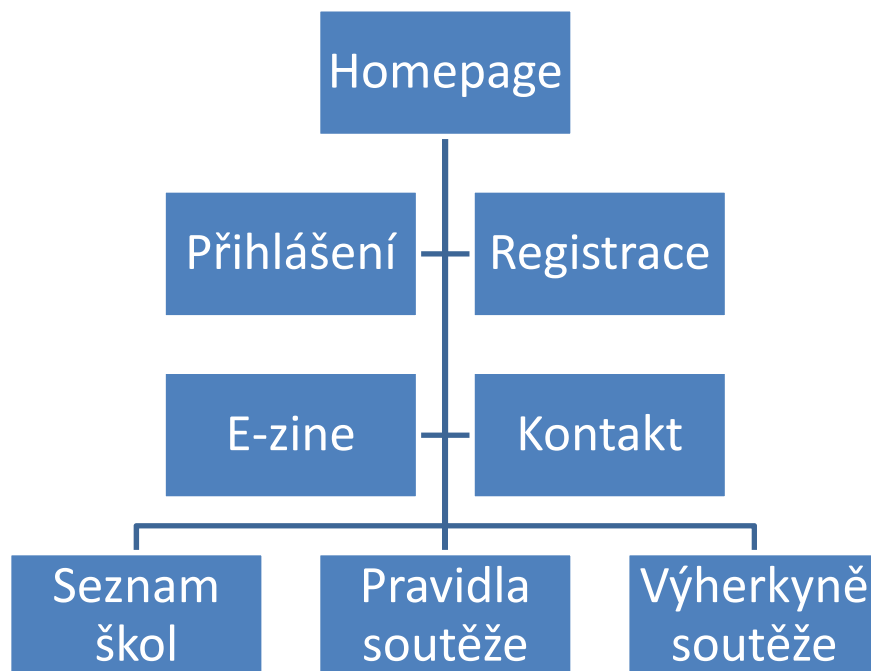 Homepage
Přihlášení
Registrace
E-zine
Kontakt
Seznam
škol
Pravidla
soutěže
Výherkyně
soutěže